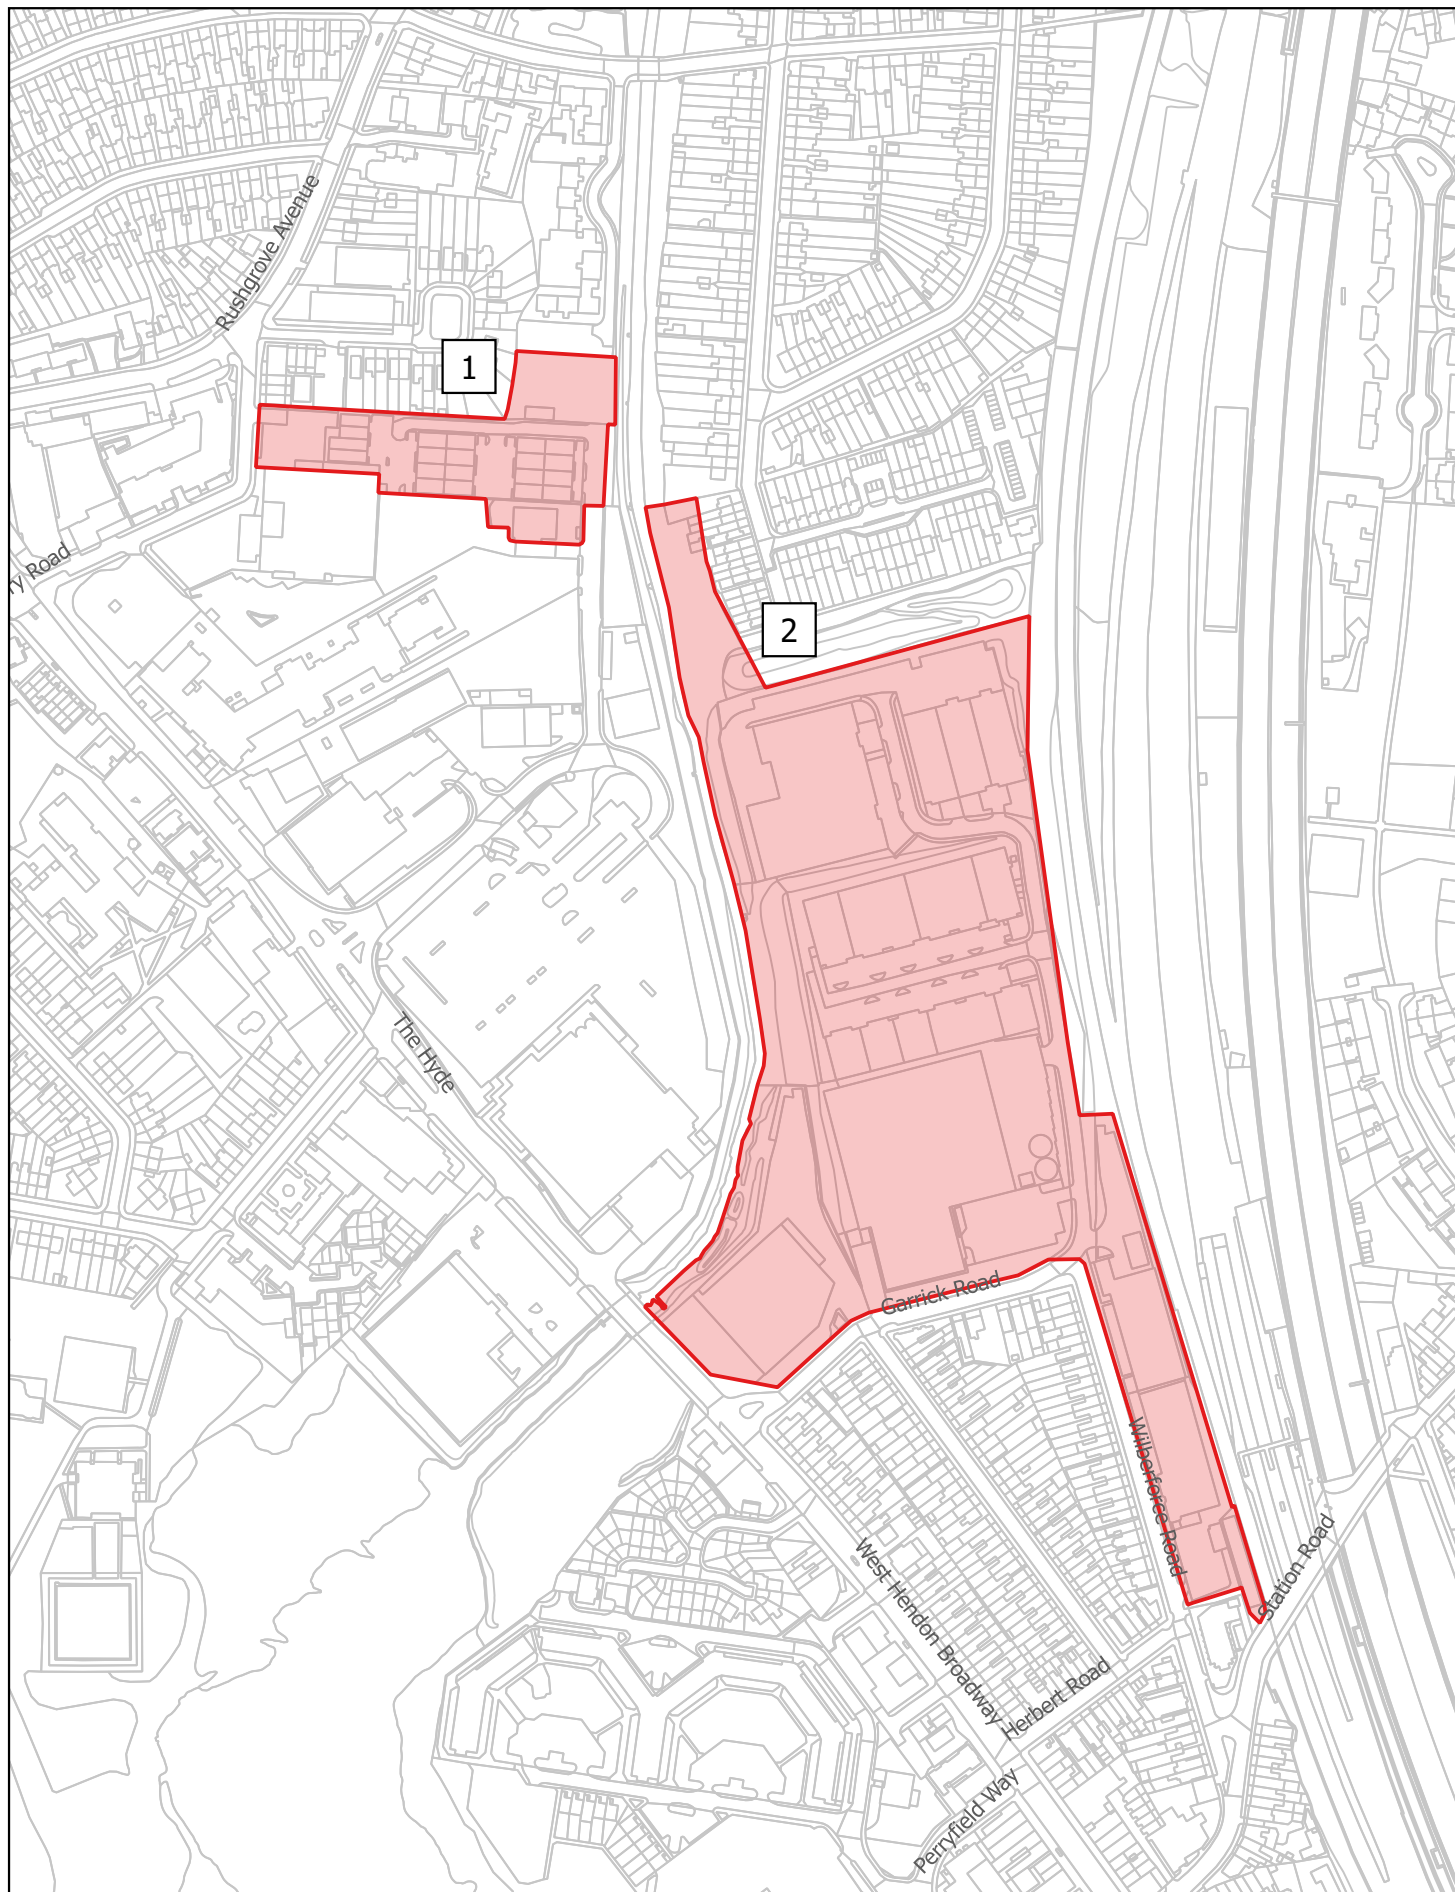 Rushgrove Avenue
1
ry Road
2
The Hyde
Garrick Road
Wilberforce Road
Station Road
West Hendon Broadway
Herbert Road
Perryfield Way